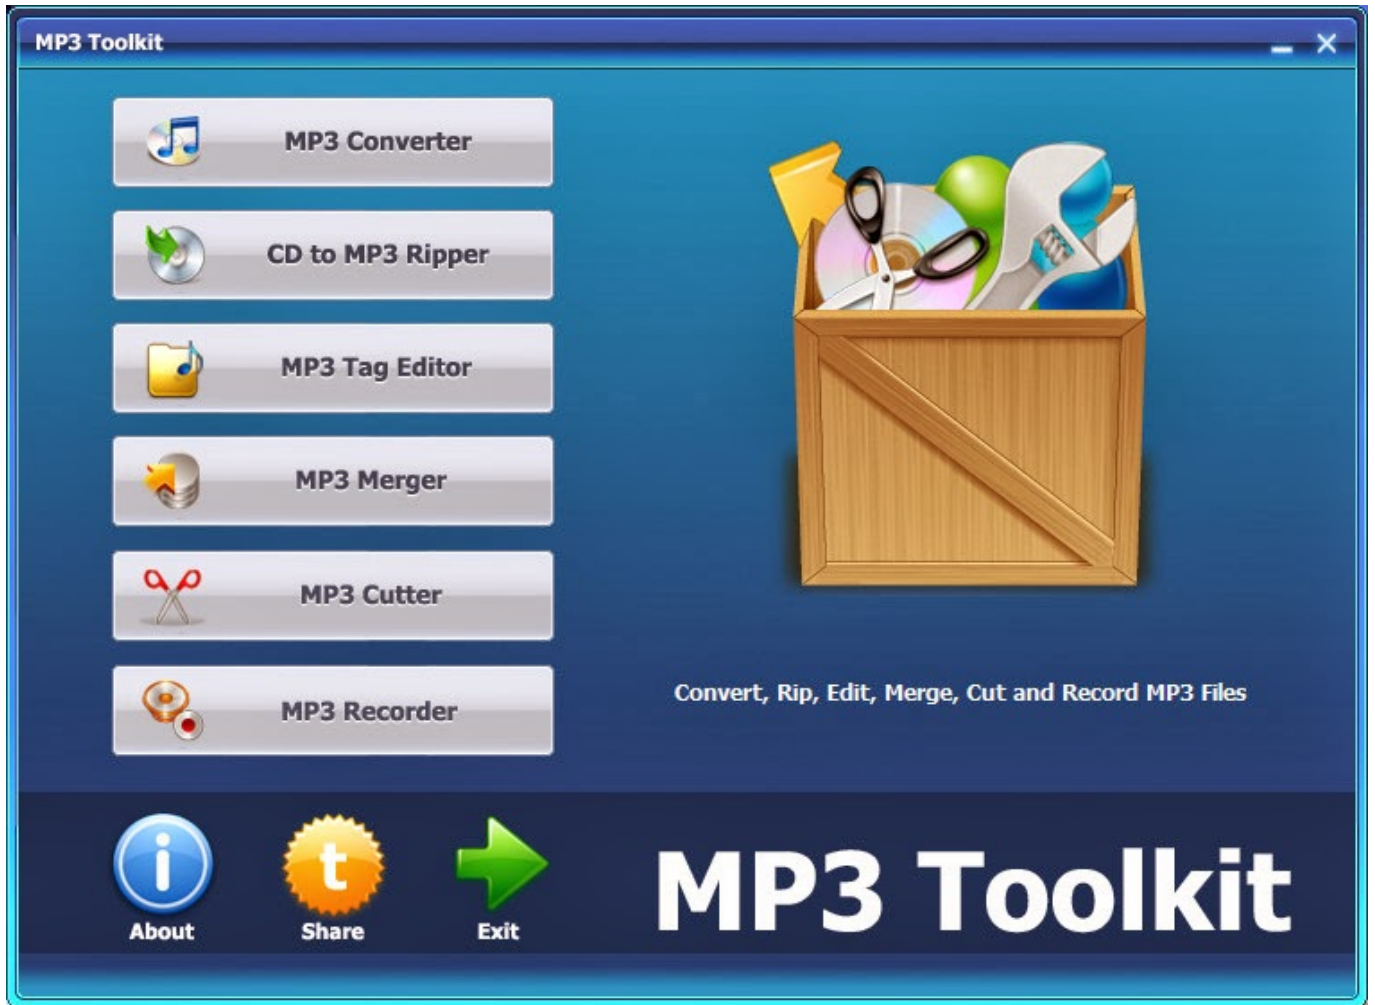 MP3 Toolkit
MP3 Converter
CD to MP3 Ripper
MP3 Tag Editor
MP3 Merger
MP3 Cutter
MP3 Recorder
Convert, Rip, Edit, Merge, Cut and Record MP3 Files
i
t
About
Share
Exit
MP3 Toolkit